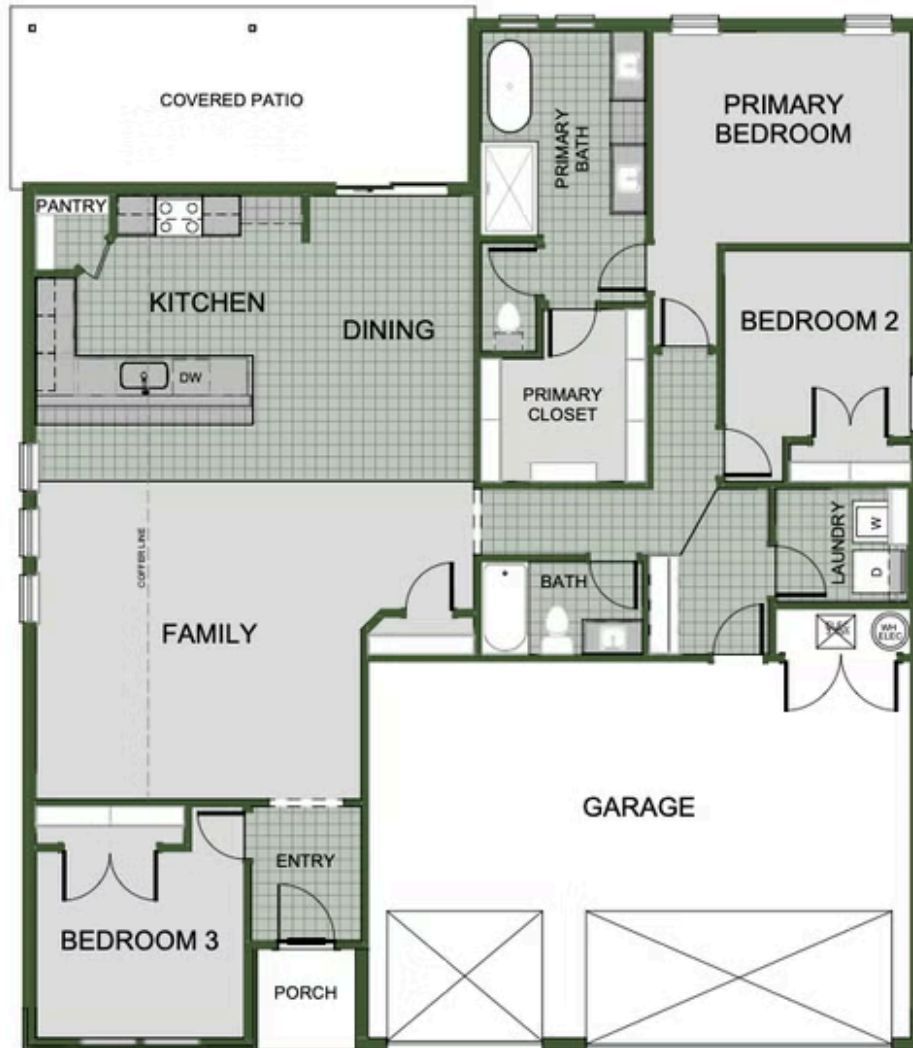 COVERED PATIO
PRIMARY
BATH
PRIMARY
BEDROOM
PANTRY
KITCHEN
DINING
BEDROOM 2
DW
PRIMARY
CLOSET
COFFER LINE
LAUNDRY
W
D
BATH
FAMILY
WH
ELEC
GARAGE
ENTRY
BEDROOM 3
PORCH